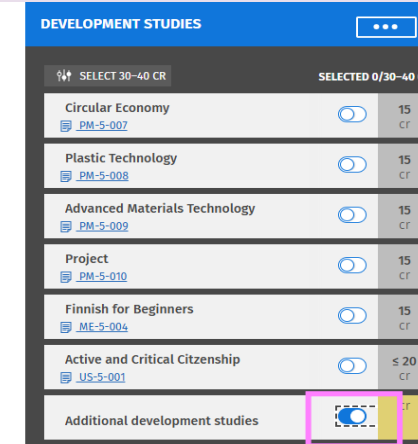 DEVELOPMENT STUDIES
SELECT 30–40 CR SELECTED 0/30–40
Circular Economy 15
PM-5-007 cr
Plastic Technology 15
PM-5-008 cr
Advanced Materials Technology 15
PM-5-009 cr
Project 15
PM-5-010 cr
Finnish for Beginners 15
ME-5-004 cr
Active and Critical Citzenship ≤ 20
US-5-001 cr
Additional development studies cr